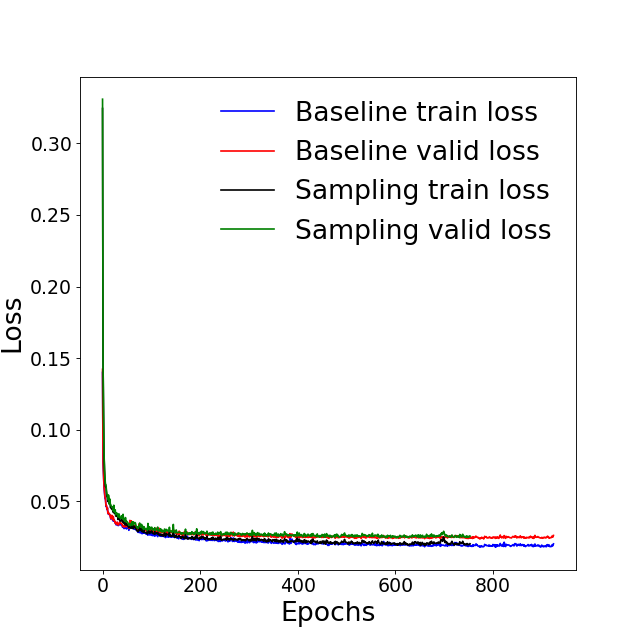 Baseline train loss
Baseline valid loss
Sampling train loss
Sampling valid loss
0.30
0.25
0.20
0.15
0.10
0.05
Loss
0 200 400 600 800
Epochs